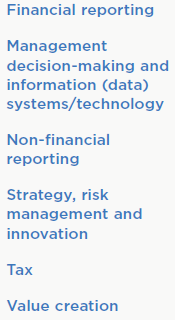 Financial reporting
Management
decision-making and
information (data)
systems/technology
Non-financial
reporting
Strategy, risk
management and
innovation
Tax
Value creation